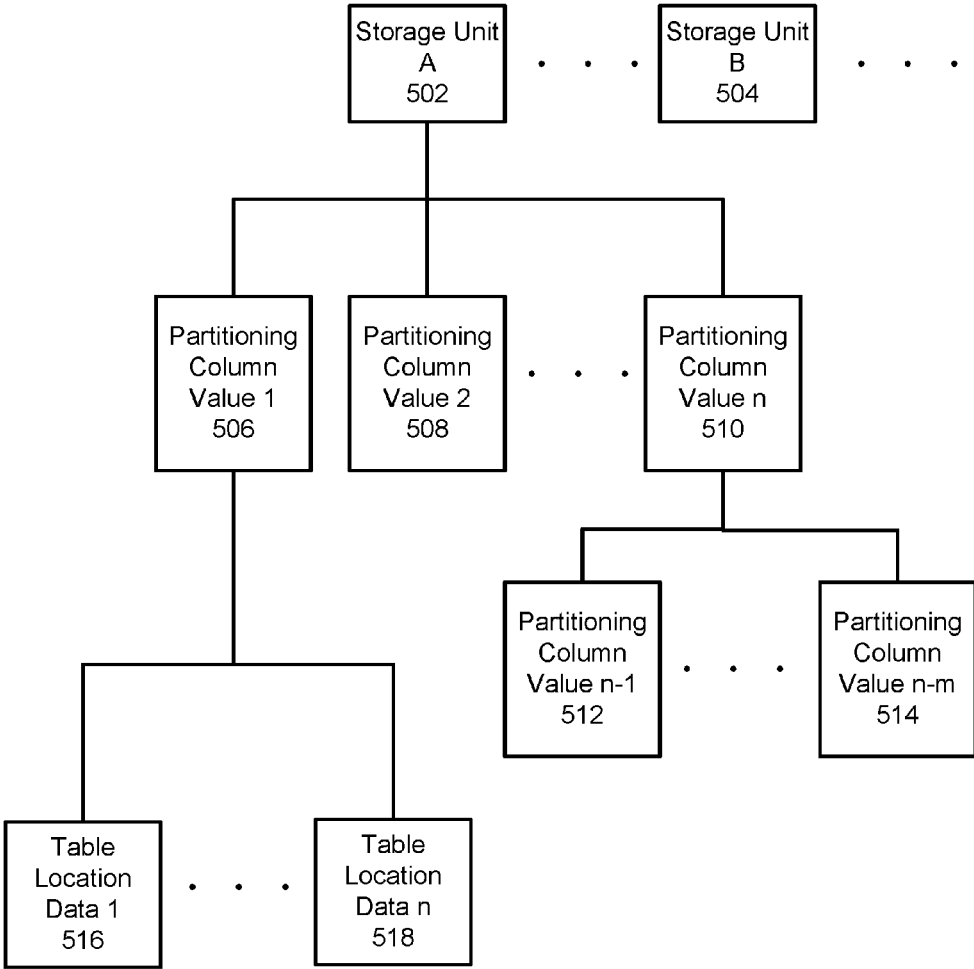 Storage Unit
A
502
Storage Unit
B
504
Partitioning
Column
Value 1
506
Partitioning
Column
Value 2
508
Partitioning
Column
Value n
510
Partitioning
Column
Value n-1
512
Partitioning
Column
Value n-m
514
Table
Location
Data 1
516
Table
Location
Data n
518